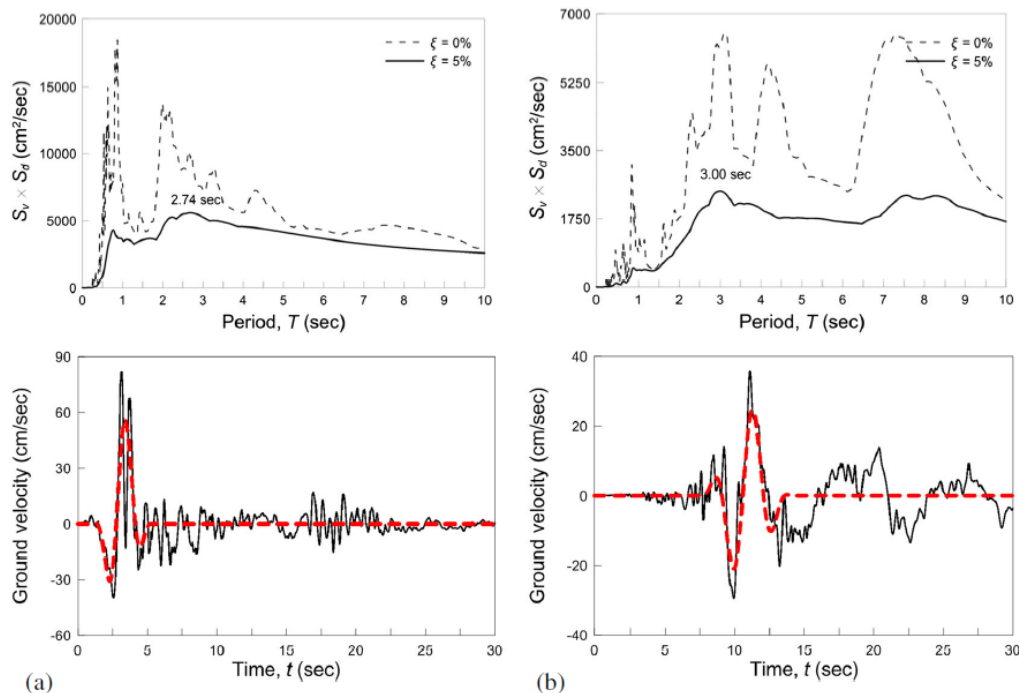 20000
15000
10000
5000
0
S_v × S_d (cm²/sec)
ξ = 0%
ξ = 5%
2.74 sec
0 1 2 3 4 5 6 7 8 9 10
Period, T (sec)
7000
5250
3500
1750
0
S_v × S_d (cm²/sec)
ξ = 0%
ξ = 5%
3.00 sec
0 1 2 3 4 5 6 7 8 9 10
Period, T (sec)
90
60
30
0
-30
-60
Ground velocity (cm/sec)
0 5 10 15 20 25 30
Time, t (sec)
(a)
40
20
0
-20
-40
Ground velocity (cm/sec)
0 5 10 15 20 25 30
Time, t (sec)
(b)